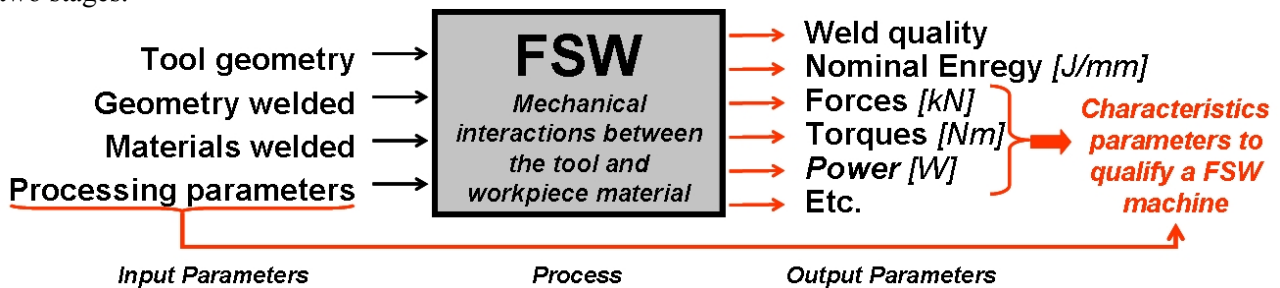 two stages.
Tool geometry
Geometry welded
Materials welded
Processing parameters
FSW
Mechanical
interactions between
the tool and
workpiece material
Weld quality
Nominal Enregy [J/mm]
Forces [kN]
Torques [Nm]
Power [W]
Etc.
Characteristics
parameters to
qualify a FSW
machine
Input Parameters
Process
Output Parameters